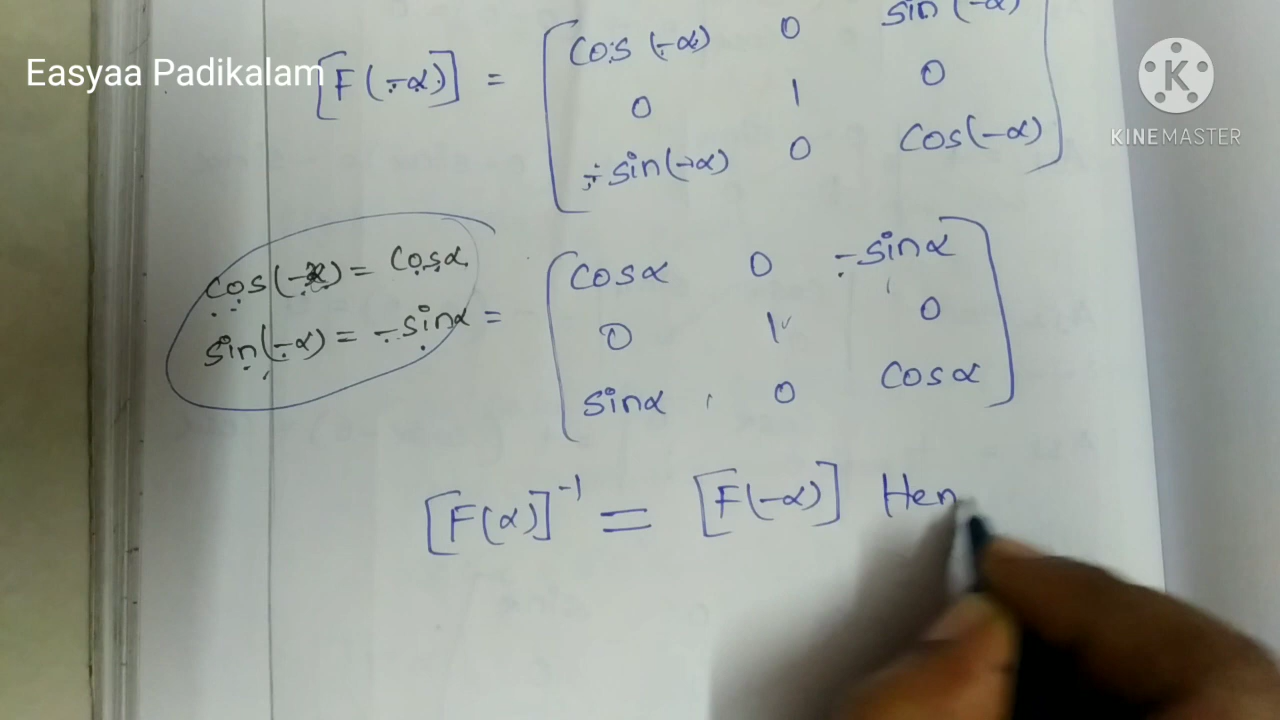 Easyaa Padikalam
KINEMASTER
[F(-α)] = [cos(-α) 0 sin(-α)
0 1 0
-sin(-α) 0 cos(-α)]
cos(-α) = cosα
sin(-α) = -sinα
= [cosα 0 -sinα
0 1 0
sinα 0 cosα]
[F(α)]⁻¹ = [F(-α)] Hen